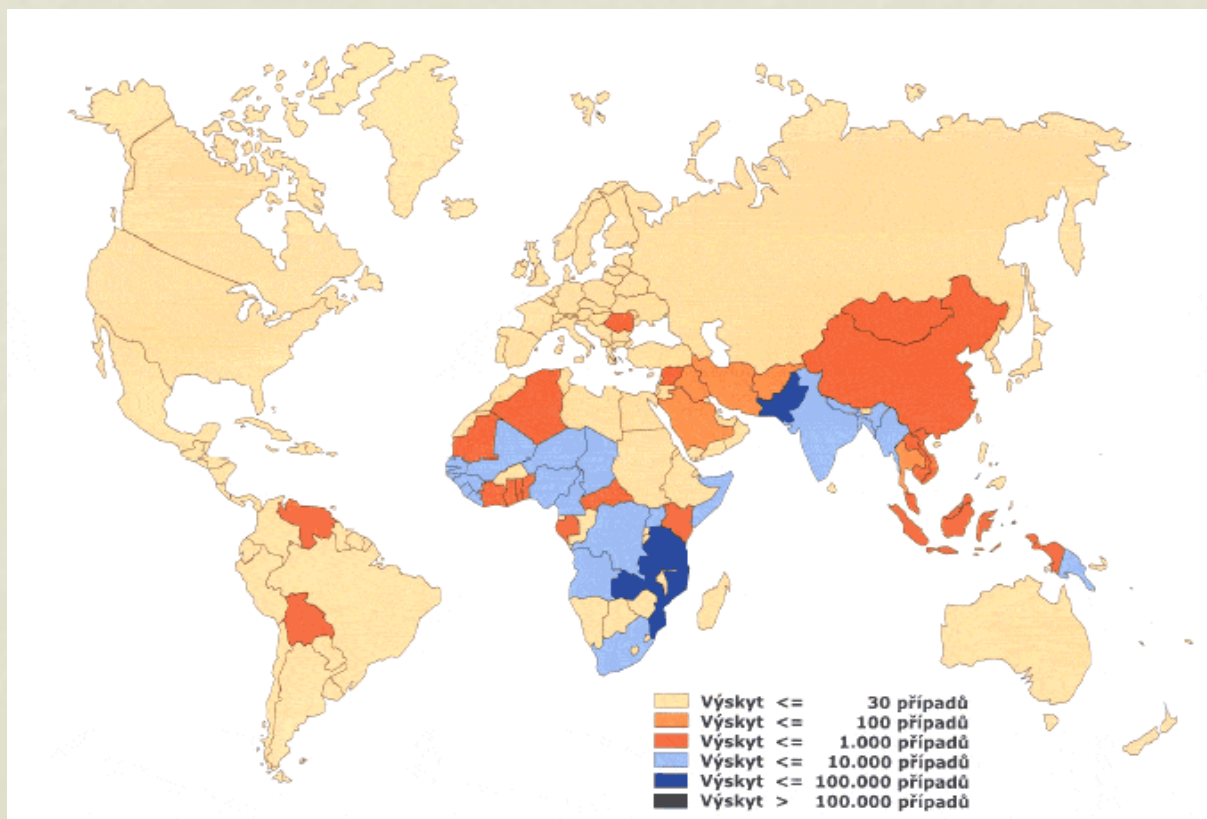 Výskyt <= 30 případů
Výskyt <= 100 případů
Výskyt <= 1.000 případů
Výskyt <= 10.000 případů
Výskyt <= 100.000 případů
Výskyt > 100.000 případů